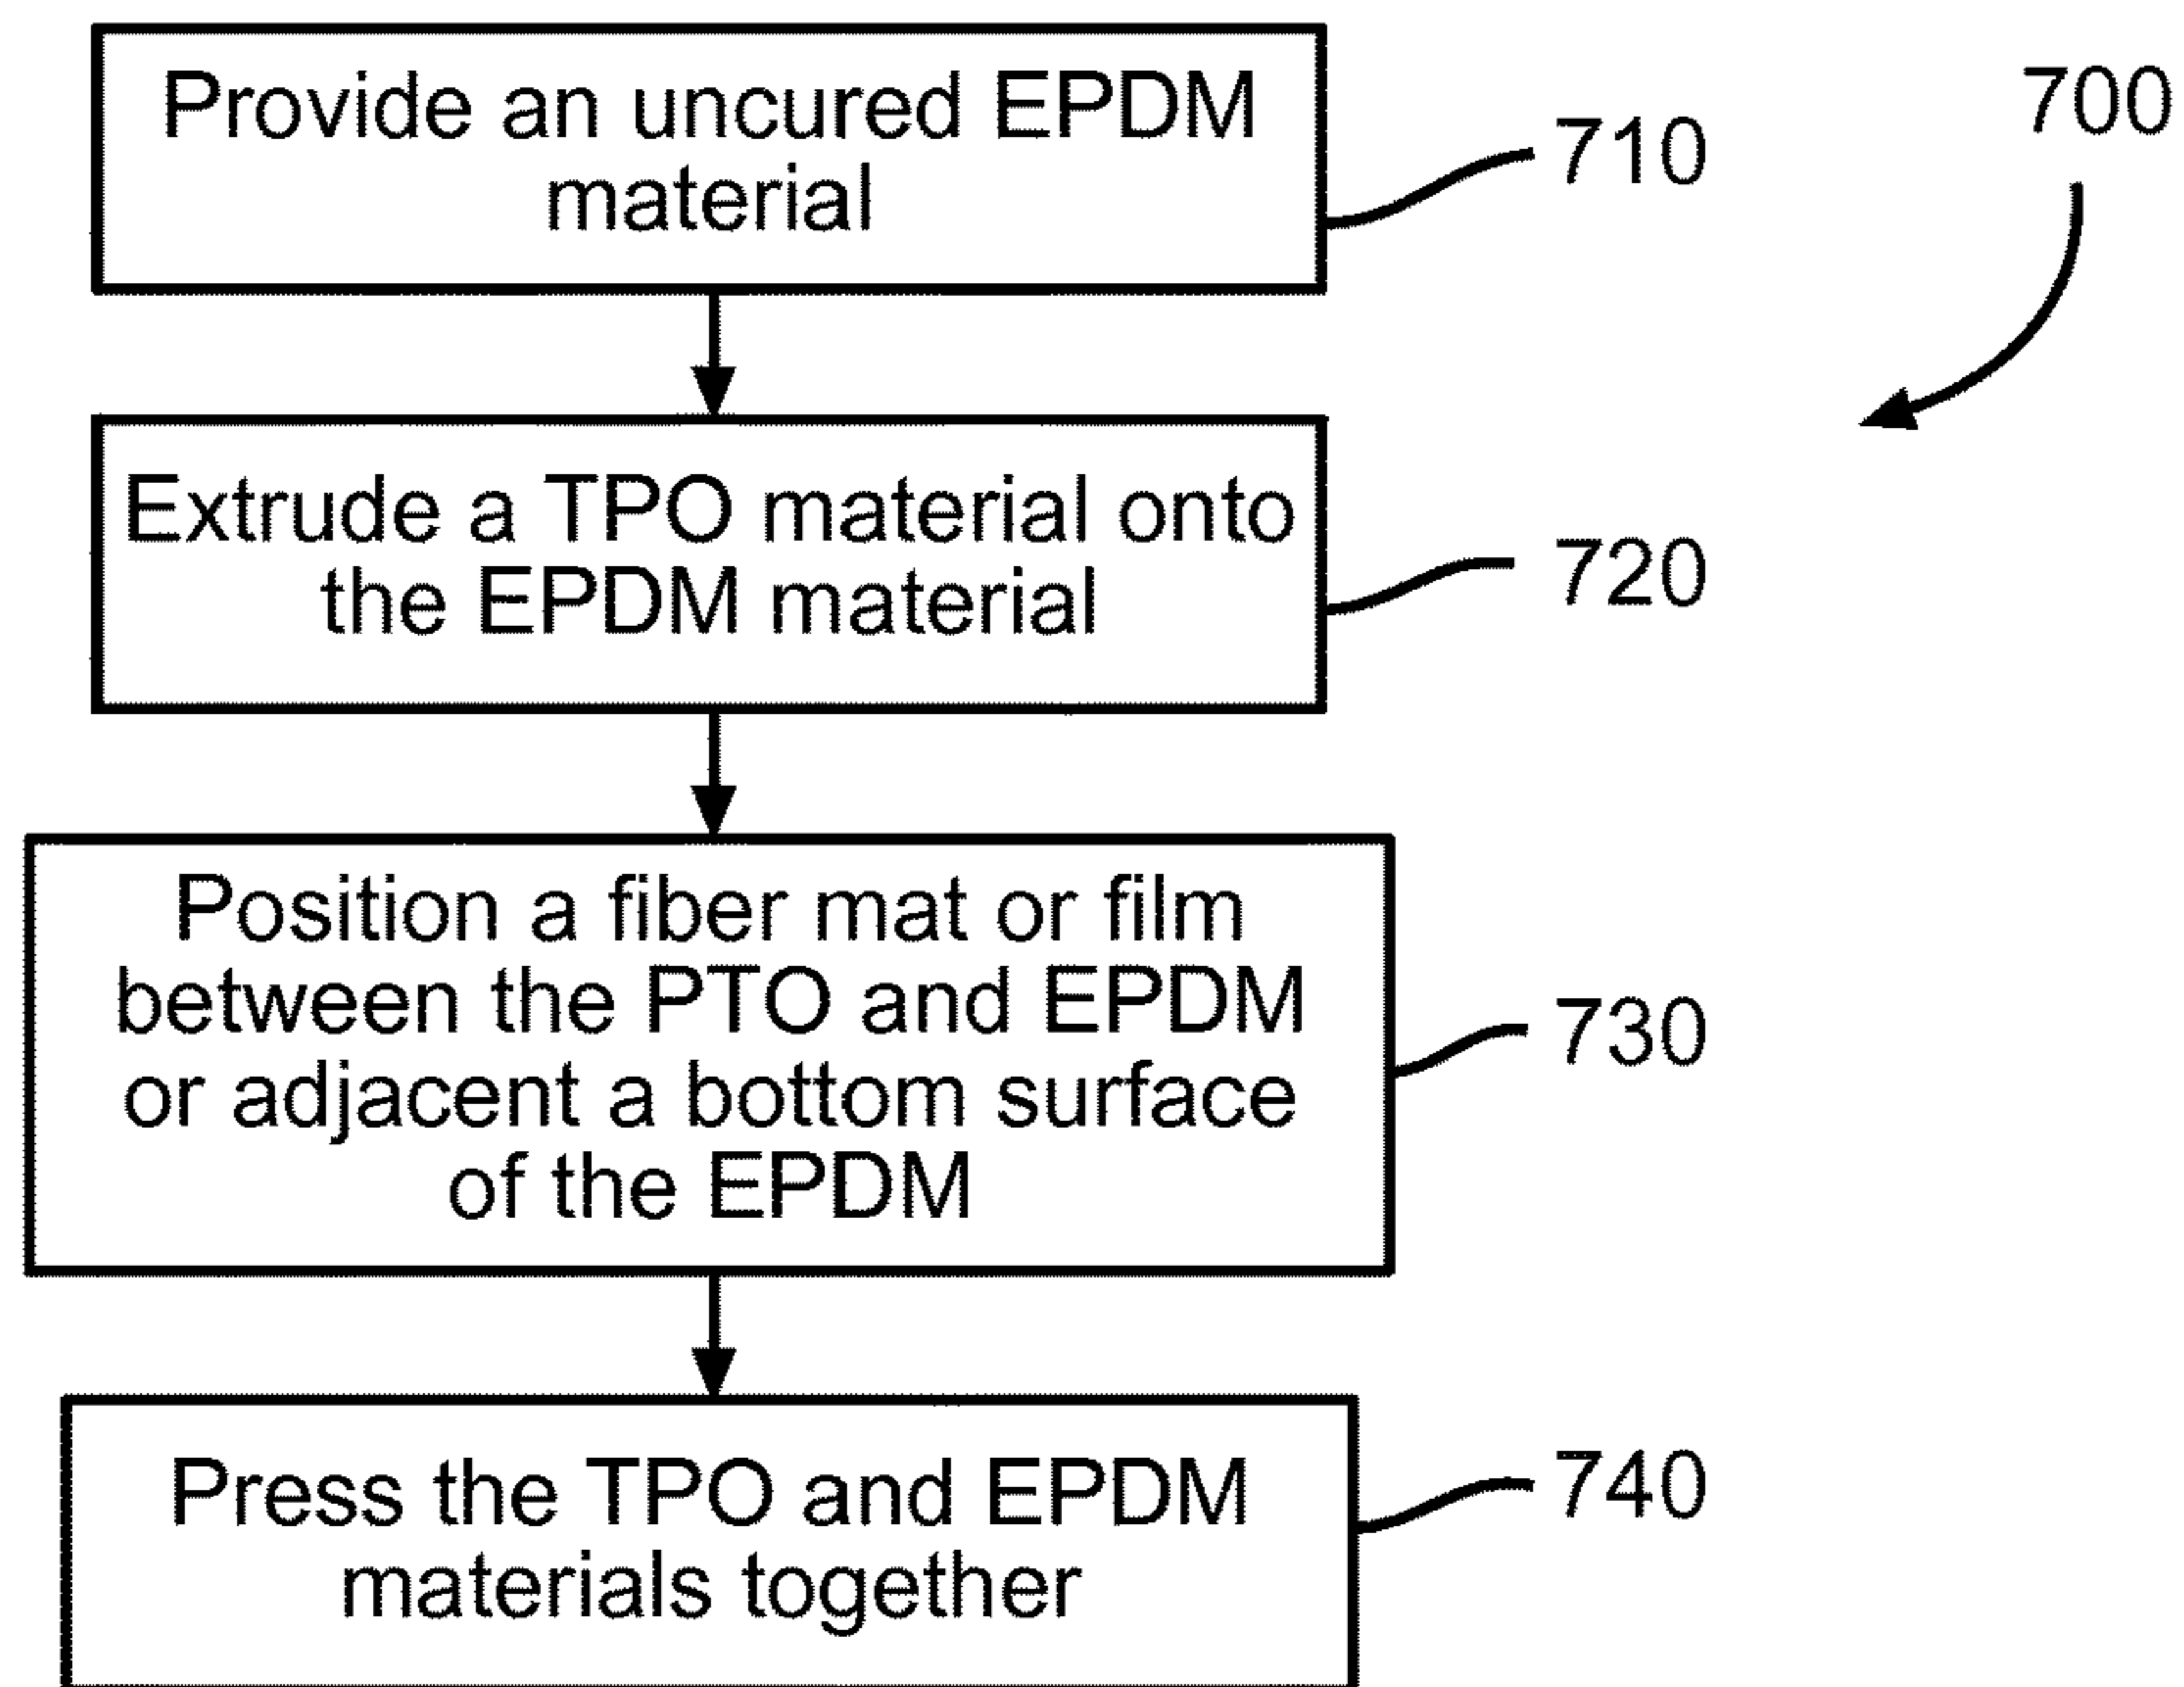 Provide an uncured EPDM
material
710
700
Extrude a TPO material onto
the EPDM material
720
Position a fiber mat or film
between the PTO and EPDM
or adjacent a bottom surface
of the EPDM
730
Press the TPO and EPDM
materials together
740